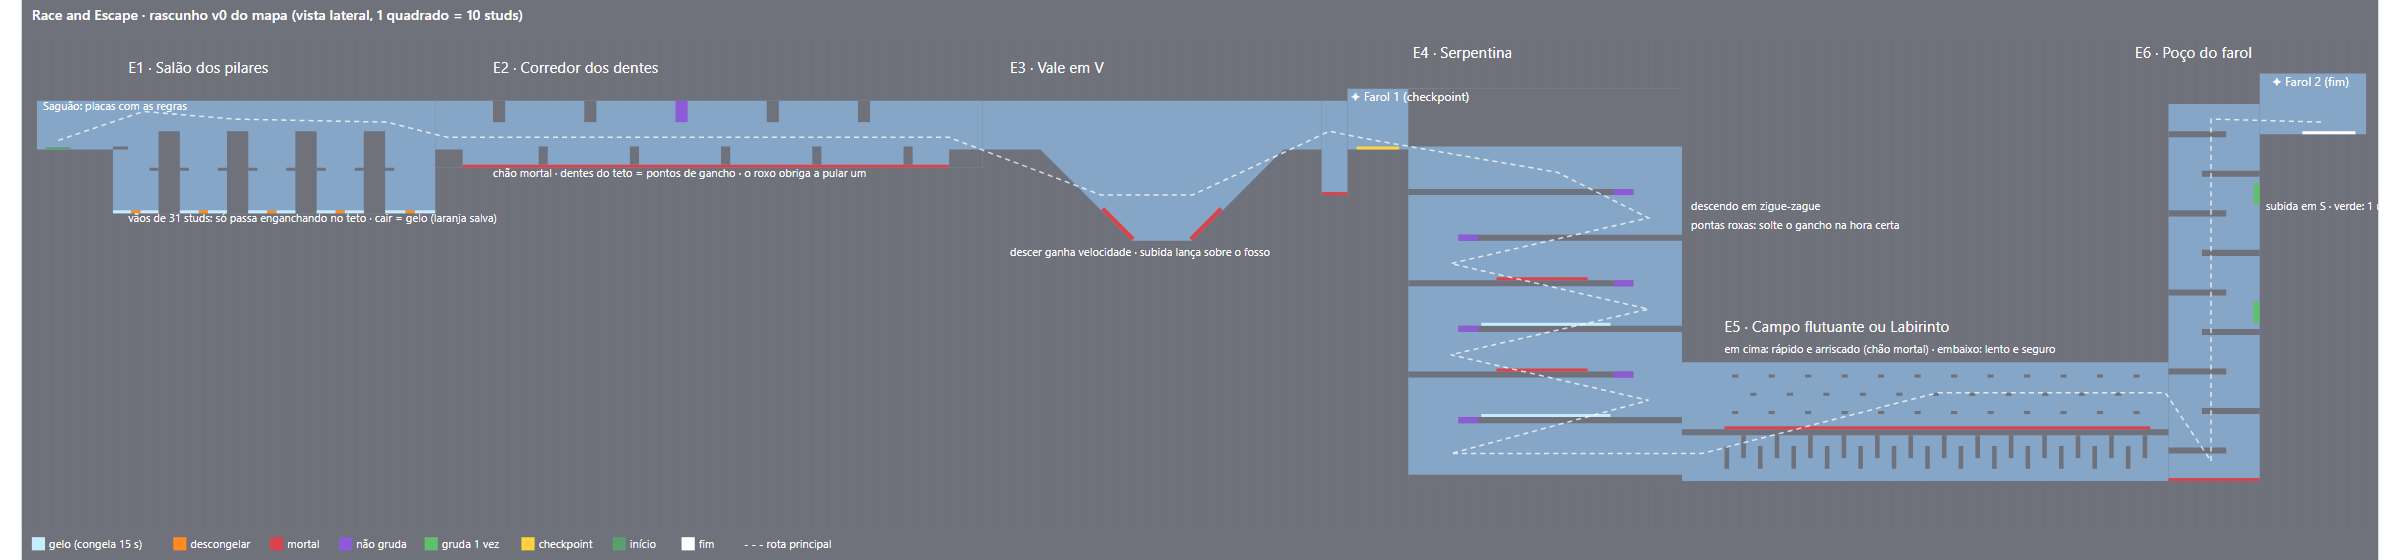 Race and Escape · rascunho v0 do mapa (vista lateral, 1 quadrado = 10 studs)
E1 · Salão dos pilares
E2 · Corredor dos dentes
E3 · Vale em V
E4 · Serpentina
E6 · Poço do farol
Saguão: placas com as regras
✦ Farol 1 (checkpoint)
✦ Farol 2 (fim)
chão mortal · dentes do teto = pontos de gancho · o roxo obriga a pular um
vãos de 31 studs: só passa enganchando no teto · cair = gelo (laranja salva)
descer ganha velocidade · subida lança sobre o fosso
descendo em zigue-zague
pontas roxas: solte o gancho na hora certa
subida em S · verde: 1
E5 · Campo flutuante ou Labirinto
em cima: rápido e arriscado (chão mortal) · embaixo: lento e seguro
gelo (congela 15 s)
descongelar
mortal
não gruda
gruda 1 vez
checkpoint
início
fim
- - - rota principal